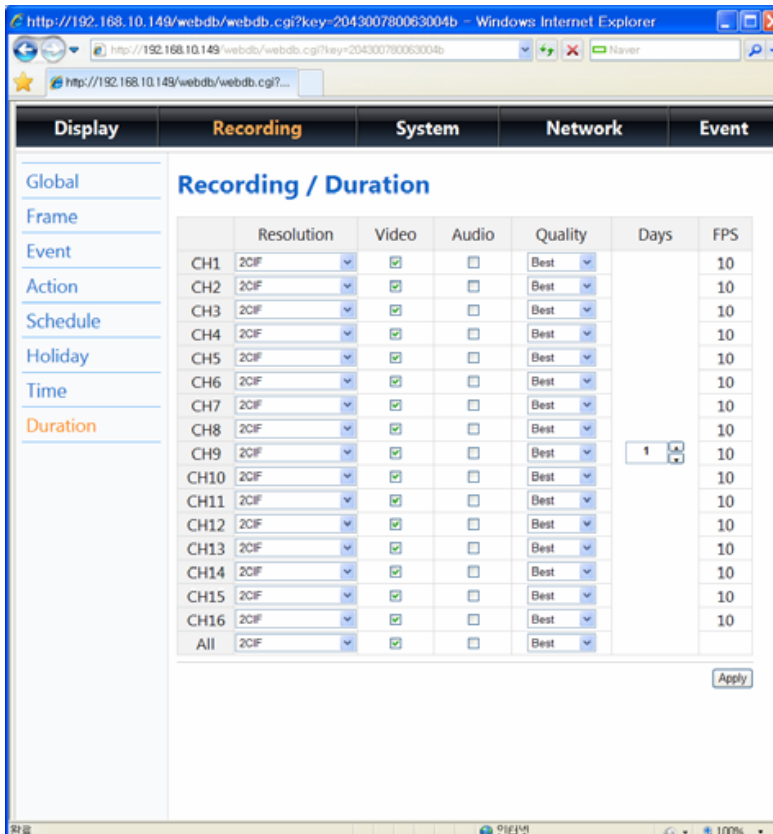 http://192.168.10.149/webdb/webdb.cgi?key=204300780063004b - Windows Internet Explorer
http://192.168.10.149/webdb/webdb.cgi?key=204300780063004b Naver
http://192.168.10.149/webdb/webdb.cgi?...
Display Recording System Network Event
Global
Frame
Event
Action
Schedule
Holiday
Time
Duration
Recording / Duration
Resolution Video Audio Quality Days FPS
CH1 2CIF Best 10
CH2 2CIF Best 10
CH3 2CIF Best 10
CH4 2CIF Best 10
CH5 2CIF Best 10
CH6 2CIF Best 10
CH7 2CIF Best 10
CH8 2CIF Best 10
CH9 2CIF Best 1 10
CH10 2CIF Best 10
CH11 2CIF Best 10
CH12 2CIF Best 10
CH13 2CIF Best 10
CH14 2CIF Best 10
CH15 2CIF Best 10
CH16 2CIF Best 10
All 2CIF Best
Apply
완료 인터넷 100%